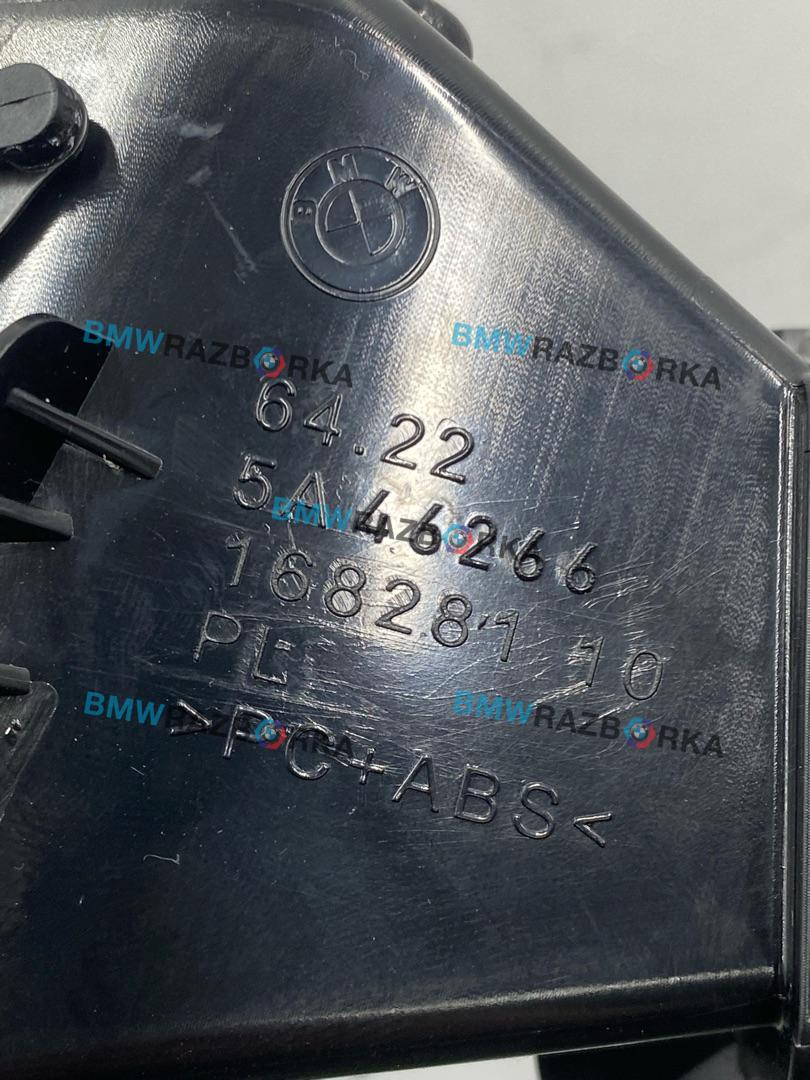 BMW
BMWRAZBORKA
BMWRAZBORKA
64.22
5A46266
BMWRAZBORKA
168281 10
PL
BMWRAZBORKA
BMWRAZBORKA
>PC+ABS<